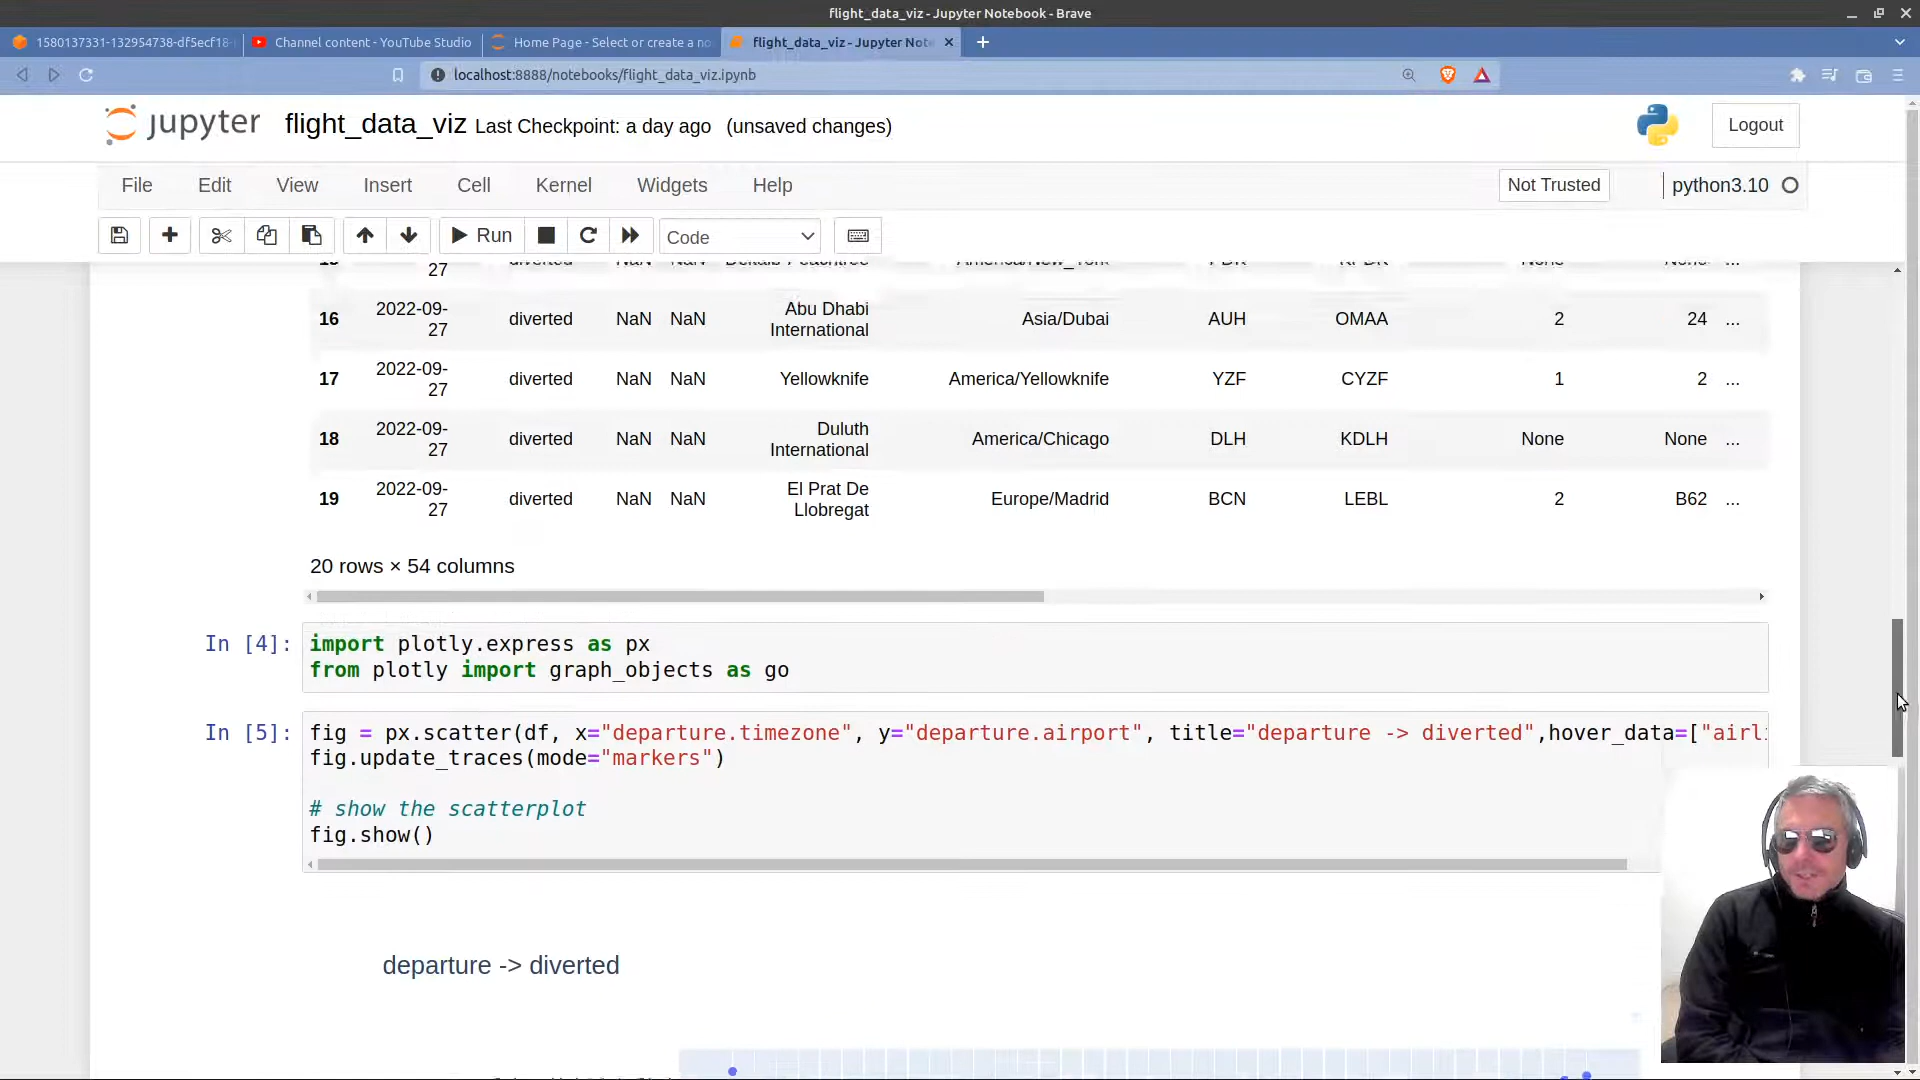 flight_data_viz - Jupyter Notebook - Brave
1580137331-132954738-df5ecf18- Channel content - YouTube Studio Home Page - Select or create a no flight_data_viz - Jupyter Note
localhost:8888/notebooks/flight_data_viz.ipynb
jupyter flight_data_viz Last Checkpoint: a day ago (unsaved changes) Logout
File Edit View Insert Cell Kernel Widgets Help Not Trusted python3.10
Run Code
27
16 2022-09-27 diverted NaN NaN Abu Dhabi International Asia/Dubai AUH OMAA 2 24 ...
17 2022-09-27 diverted NaN NaN Yellowknife America/Yellowknife YZF CYZF 1 2 ...
18 2022-09-27 diverted NaN NaN Duluth International America/Chicago DLH KDLH None None ...
19 2022-09-27 diverted NaN NaN El Prat De Llobregat Europe/Madrid BCN LEBL 2 B62 ...
20 rows × 54 columns
In [4]: import plotly.express as px
from plotly import graph_objects as go
In [5]: fig = px.scatter(df, x="departure.timezone", y="departure.airport", title="departure -> diverted",hover_data=["airli
fig.update_traces(mode="markers")
# show the scatterplot
fig.show()
departure -> diverted